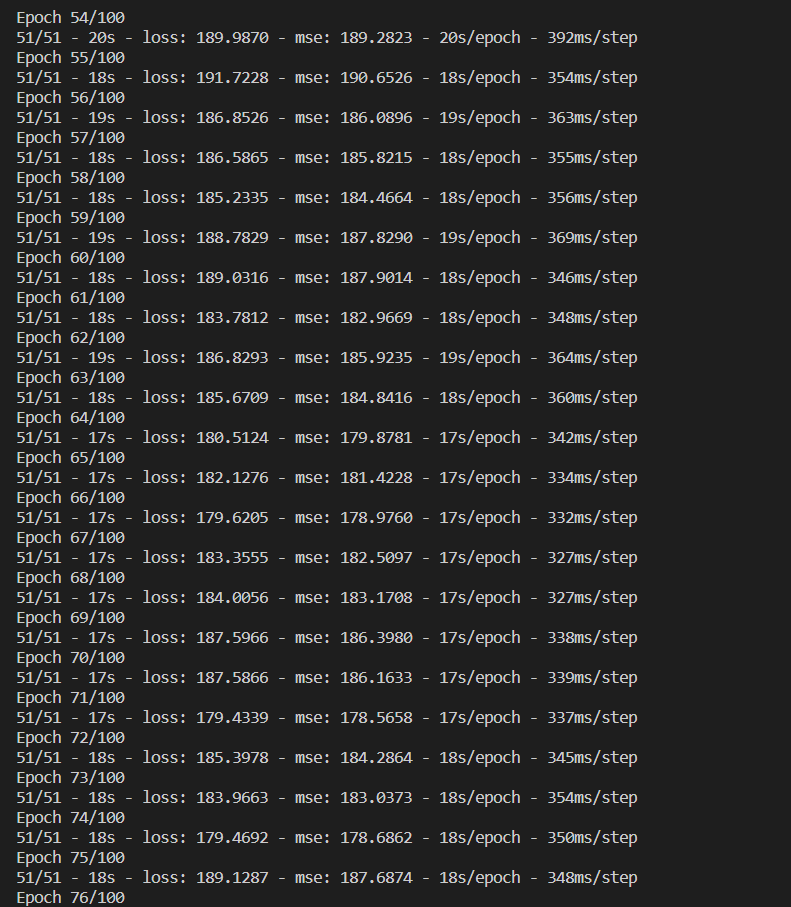 Epoch 54/100
51/51 - 20s - loss: 189.9870 - mse: 189.2823 - 20s/epoch - 392ms/step
Epoch 55/100
51/51 - 18s - loss: 191.7228 - mse: 190.6526 - 18s/epoch - 354ms/step
Epoch 56/100
51/51 - 19s - loss: 186.8526 - mse: 186.0896 - 19s/epoch - 363ms/step
Epoch 57/100
51/51 - 18s - loss: 186.5865 - mse: 185.8215 - 18s/epoch - 355ms/step
Epoch 58/100
51/51 - 18s - loss: 185.2335 - mse: 184.4664 - 18s/epoch - 356ms/step
Epoch 59/100
51/51 - 19s - loss: 188.7829 - mse: 187.8290 - 19s/epoch - 369ms/step
Epoch 60/100
51/51 - 18s - loss: 189.0316 - mse: 187.9014 - 18s/epoch - 346ms/step
Epoch 61/100
51/51 - 18s - loss: 183.7812 - mse: 182.9669 - 18s/epoch - 348ms/step
Epoch 62/100
51/51 - 19s - loss: 186.8293 - mse: 185.9235 - 19s/epoch - 364ms/step
Epoch 63/100
51/51 - 18s - loss: 185.6709 - mse: 184.8416 - 18s/epoch - 360ms/step
Epoch 64/100
51/51 - 17s - loss: 180.5124 - mse: 179.8781 - 17s/epoch - 342ms/step
Epoch 65/100
51/51 - 17s - loss: 182.1276 - mse: 181.4228 - 17s/epoch - 334ms/step
Epoch 66/100
51/51 - 17s - loss: 179.6205 - mse: 178.9760 - 17s/epoch - 332ms/step
Epoch 67/100
51/51 - 17s - loss: 183.3555 - mse: 182.5097 - 17s/epoch - 327ms/step
Epoch 68/100
51/51 - 17s - loss: 184.0056 - mse: 183.1708 - 17s/epoch - 327ms/step
Epoch 69/100
51/51 - 17s - loss: 187.5966 - mse: 186.3980 - 17s/epoch - 338ms/step
Epoch 70/100
51/51 - 17s - loss: 187.5866 - mse: 186.1633 - 17s/epoch - 339ms/step
Epoch 71/100
51/51 - 17s - loss: 179.4339 - mse: 178.5658 - 17s/epoch - 337ms/step
Epoch 72/100
51/51 - 18s - loss: 185.3978 - mse: 184.2864 - 18s/epoch - 345ms/step
Epoch 73/100
51/51 - 18s - loss: 183.9663 - mse: 183.0373 - 18s/epoch - 354ms/step
Epoch 74/100
51/51 - 18s - loss: 179.4692 - mse: 178.6862 - 18s/epoch - 350ms/step
Epoch 75/100
51/51 - 18s - loss: 189.1287 - mse: 187.6874 - 18s/epoch - 348ms/step
Epoch 76/100